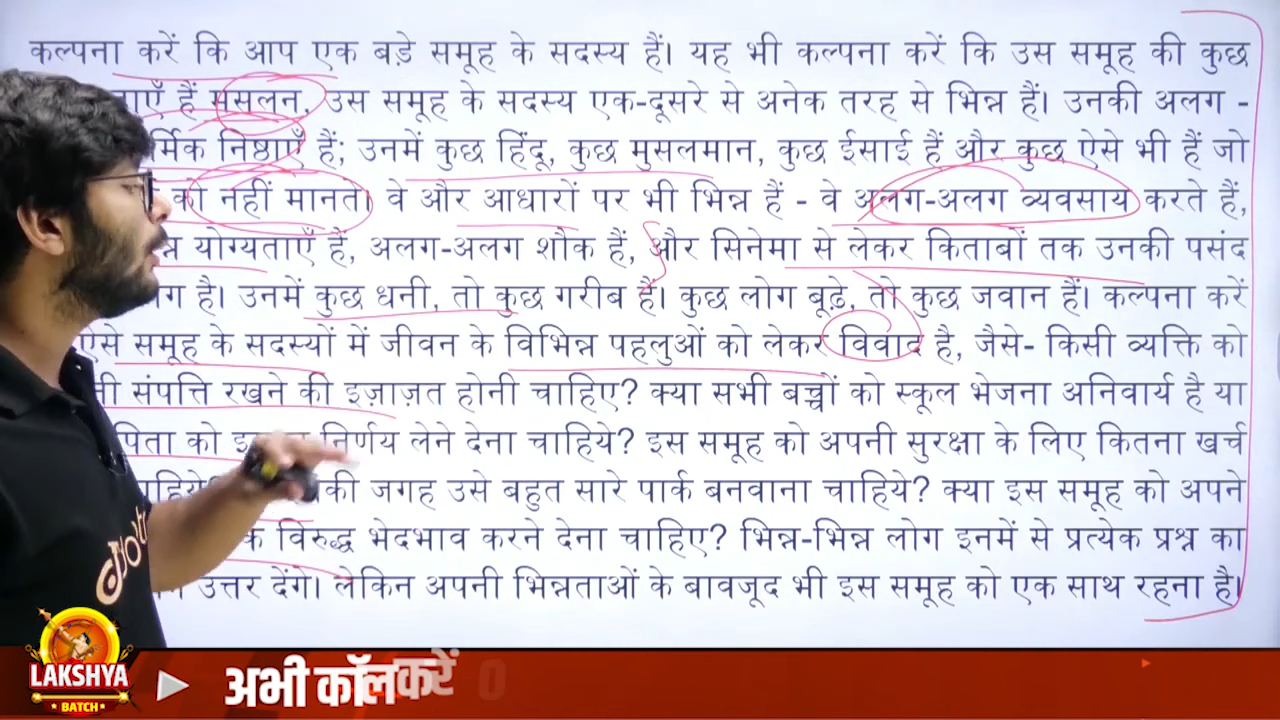 कल्पना करें कि आप एक बड़े समूह के सदस्य हैं। यह भी कल्पना करें कि उस समूह की कुछ
हैं मसलन, उस समूह के सदस्य एक-दूसरे से अनेक तरह से भिन्न हैं। उनकी अलग -
निष्ठाएँ हैं; उनमें कुछ हिंदू, कुछ मुसलमान, कुछ ईसाई हैं और कुछ ऐसे भी हैं जो
को नहीं मानते। वे और आधारों पर भी भिन्न हैं - वे अलग-अलग व्यवसाय करते हैं,
योग्यताएँ हैं, अलग-अलग शौक हैं, और सिनेमा से लेकर किताबों तक उनकी पसंद
है। उनमें कुछ धनी, तो कुछ गरीब हैं। कुछ लोग बूढ़े, तो कुछ जवान हैं। कल्पना करें
ऐसे समूह के सदस्यों में जीवन के विभिन्न पहलुओं को लेकर विवाद है, जैसे- किसी व्यक्ति को
संपत्ति रखने की इज़ाज़त होनी चाहिए? क्या सभी बच्चों को स्कूल भेजना अनिवार्य है या
पिता को निर्णय लेने देना चाहिये? इस समूह को अपनी सुरक्षा के लिए कितना खर्च
की जगह उसे बहुत सारे पार्क बनवाना चाहिये? क्या इस समूह को अपने
के विरुद्ध भेदभाव करने देना चाहिए? भिन्न-भिन्न लोग इनमें से प्रत्येक प्रश्न का
उत्तर देंगे। लेकिन अपनी भिन्नताओं के बावजूद भी इस समूह को एक साथ रहना है।
LAKSHYA
BATCH
अभी कॉल करें